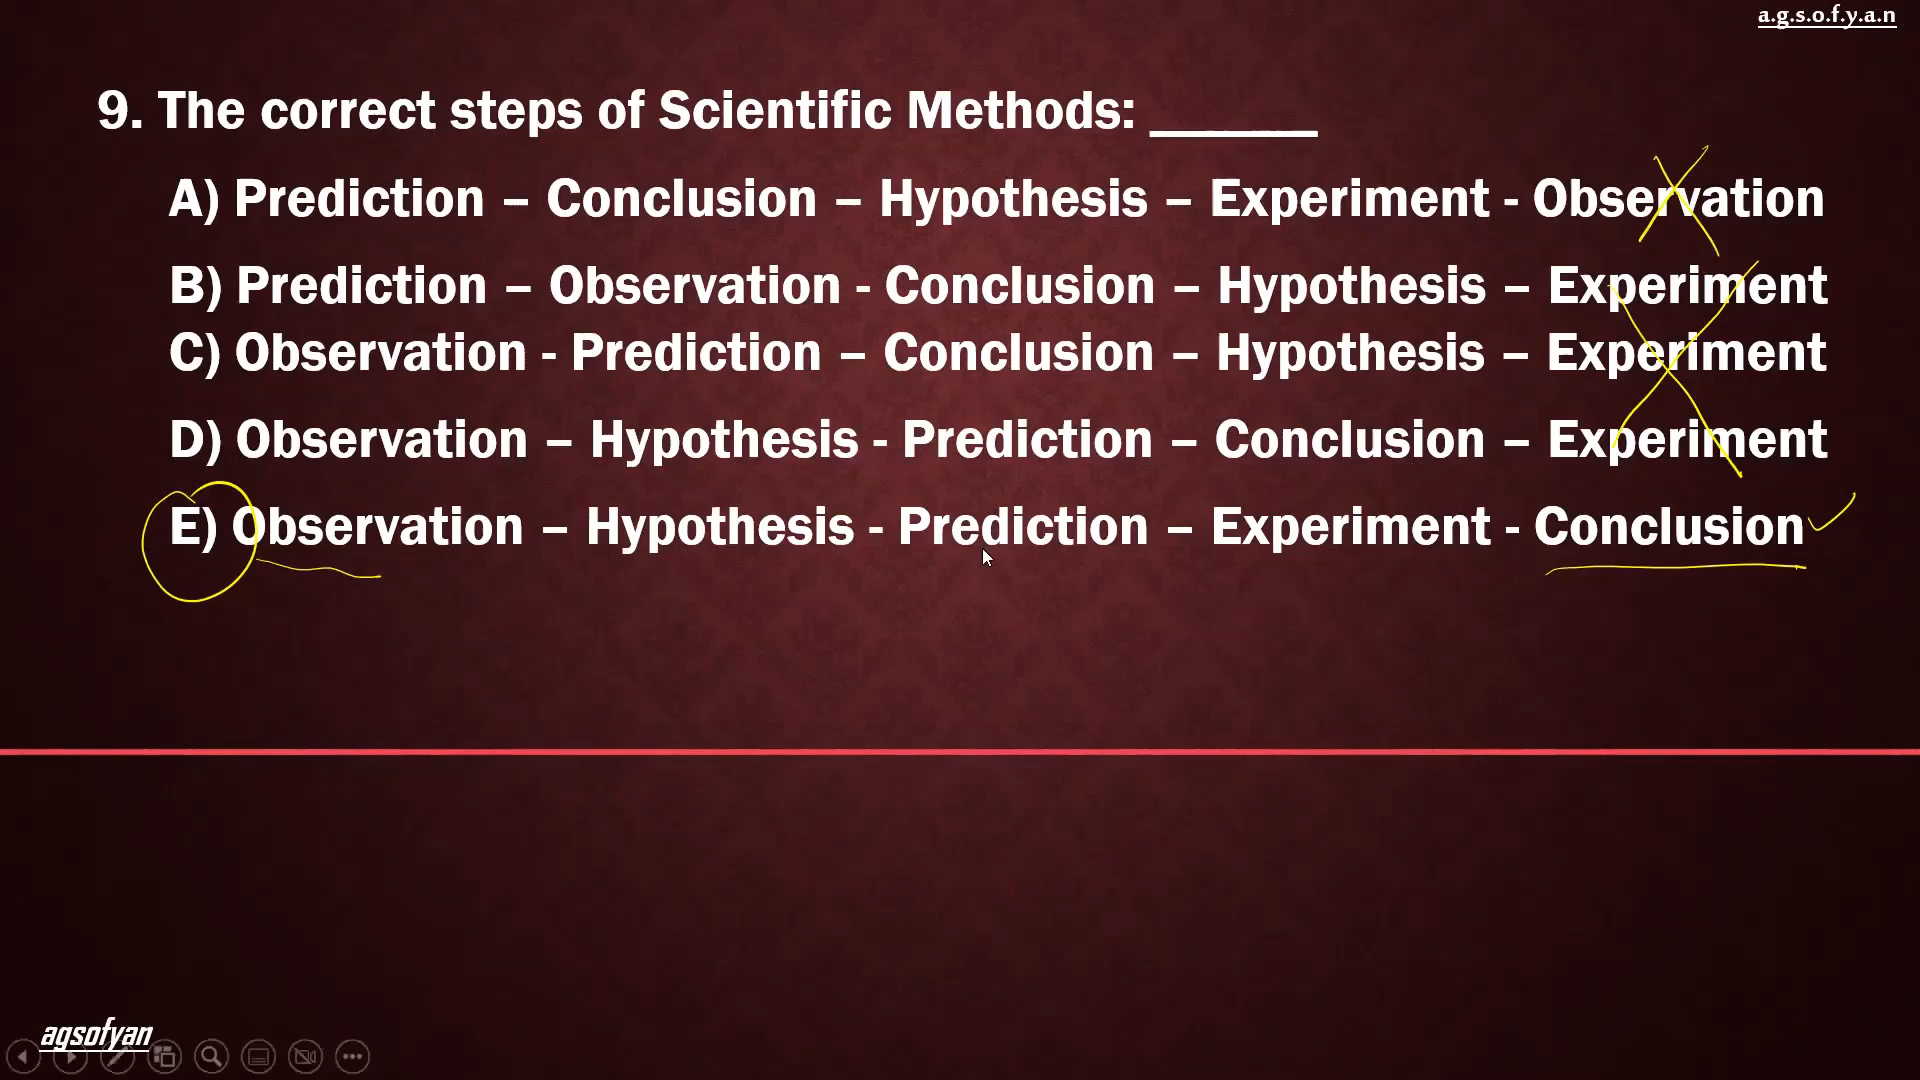 a.g.s.o.f.y.a.n
9. The correct steps of Scientific Methods: ______
A) Prediction – Conclusion – Hypothesis – Experiment - Observation
B) Prediction – Observation - Conclusion – Hypothesis – Experiment
C) Observation - Prediction – Conclusion – Hypothesis – Experiment
D) Observation – Hypothesis - Prediction – Conclusion – Experiment
E) Observation – Hypothesis - Prediction – Experiment - Conclusion
agsofyan